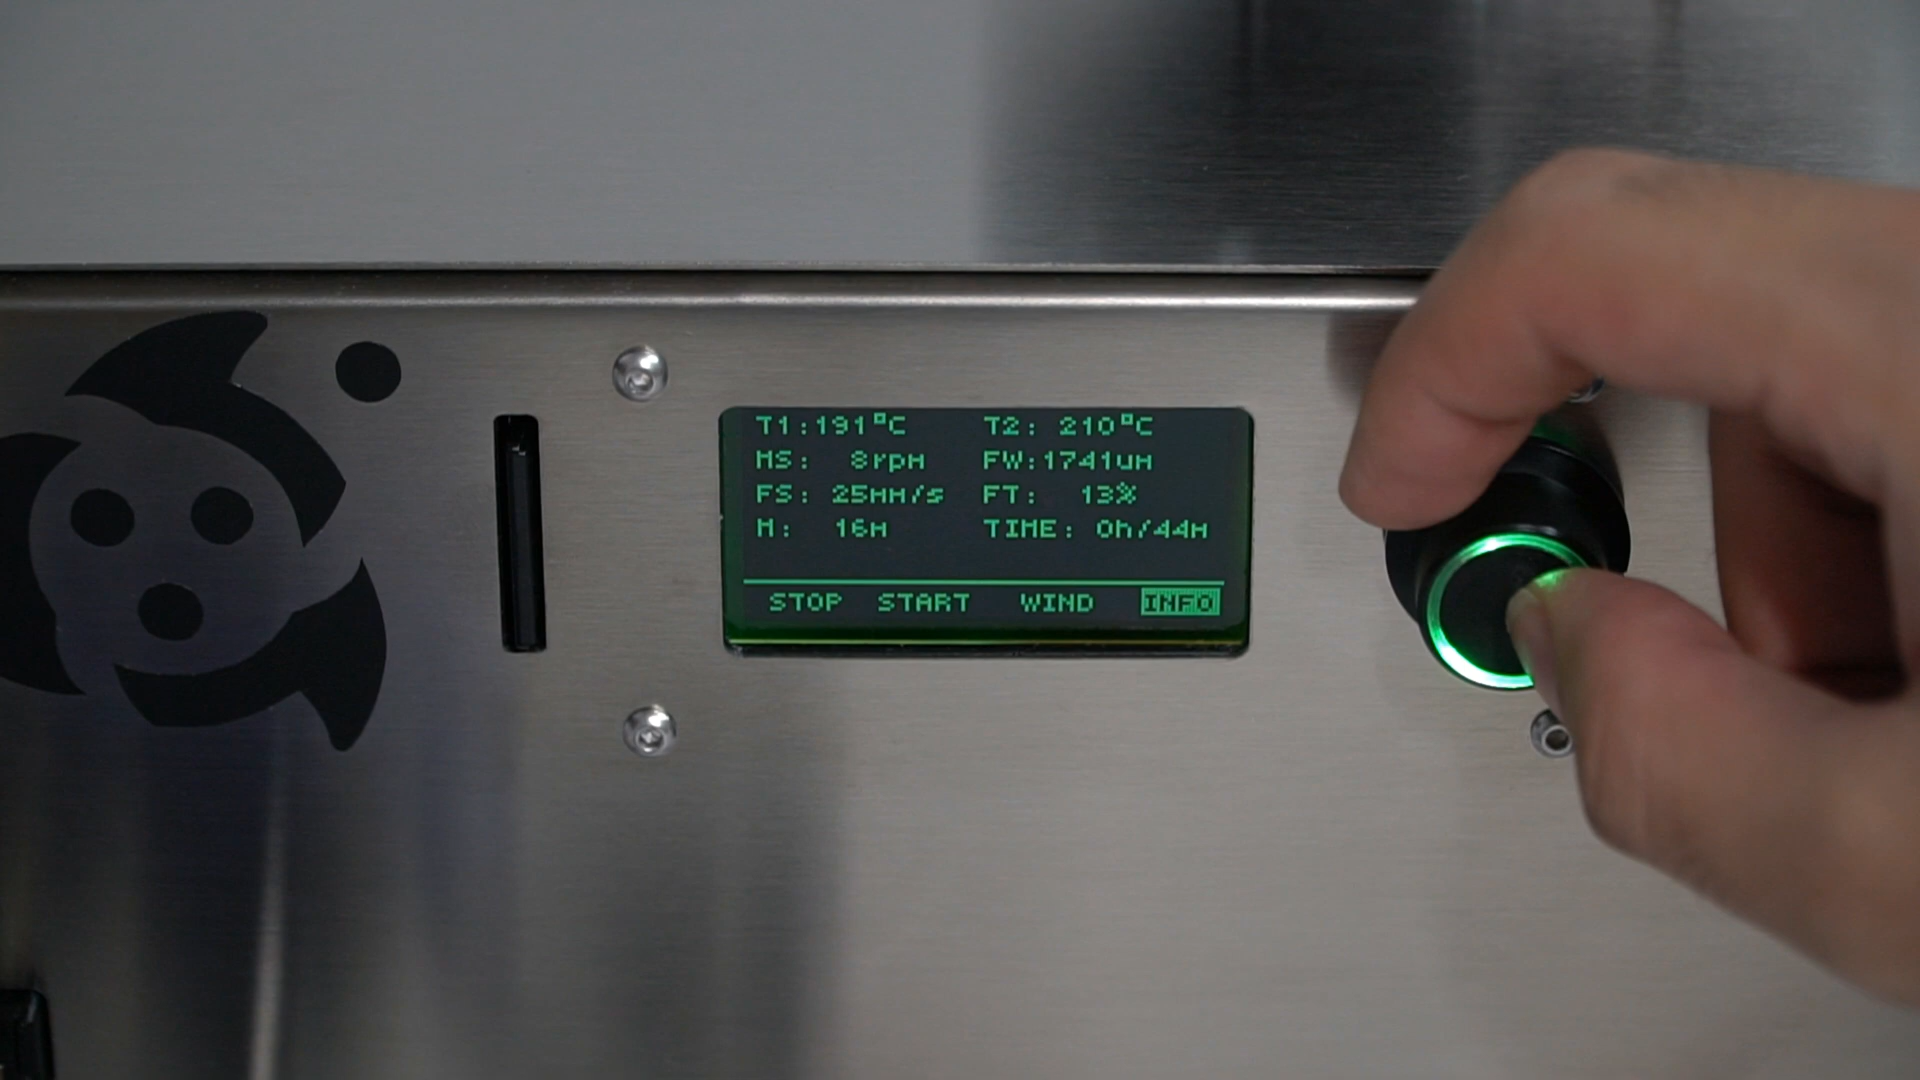 T1:191°C T2: 210°C
MS: 8rpm FW:1741um
FS: 25mm/s FT: 13%
M: 16m TIME: 0h/44m
STOP START WIND INFO